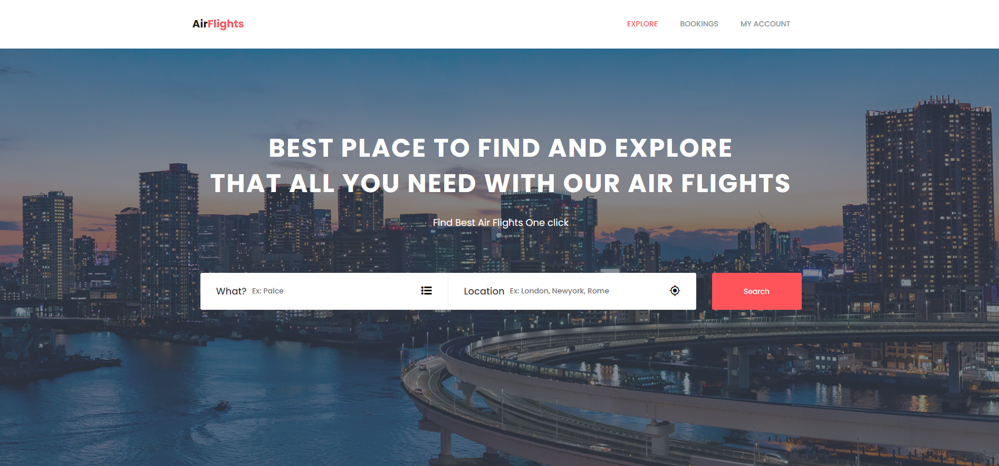 AirFlights
EXPLORE
BOOKINGS
MY ACCOUNT
BEST PLACE TO FIND AND EXPLORE
THAT ALL YOU NEED WITH OUR AIR FLIGHTS
Find Best Air Flights One click
What? Ex: Palce
Location Ex: London, Newyork, Rome
Search